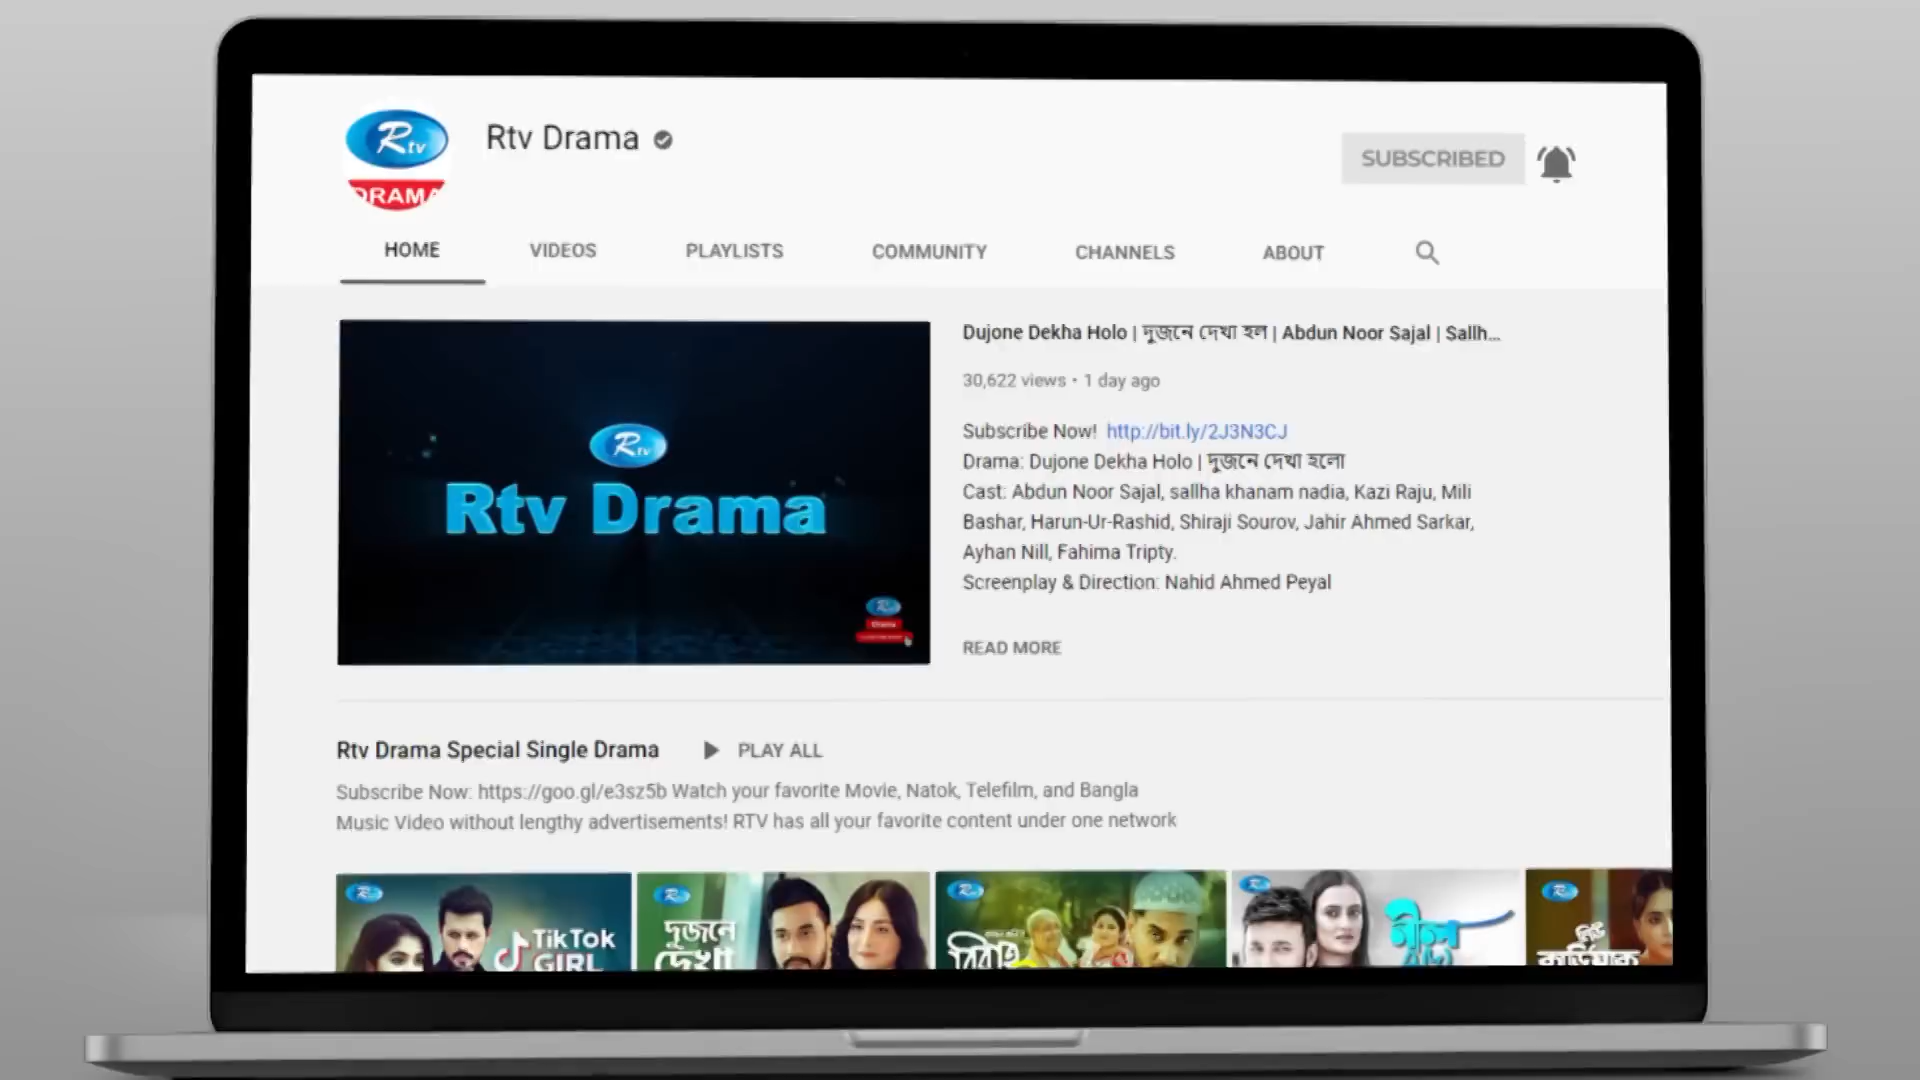 Rtv
DRAMA
Rtv Drama
SUBSCRIBED
HOME
VIDEOS
PLAYLISTS
COMMUNITY
CHANNELS
ABOUT
Rtv
Rtv Drama
Rtv
Drama
Dujone Dekha Holo | দুজনে দেখা হল | Abdun Noor Sajal | Sallh...
30,622 views • 1 day ago
Subscribe Now! http://bit.ly/2J3N3CJ
Drama: Dujone Dekha Holo | দুজনে দেখা হলো
Cast: Abdun Noor Sajal, sallha khanam nadia, Kazi Raju, Mili
Bashar, Harun-Ur-Rashid, Shiraji Sourov, Jahir Ahmed Sarkar,
Ayhan Nill, Fahima Tripty.
Screenplay & Direction: Nahid Ahmed Peyal
READ MORE
Rtv Drama Special Single Drama
PLAY ALL
Subscribe Now: https://goo.gl/e3sz5b Watch your favorite Movie, Natok, Telefilm, and Bangla
Music Video without lengthy advertisements! RTV has all your favorite content under one network
TikTok
GIRL
দুজনে
দেখা
নীল